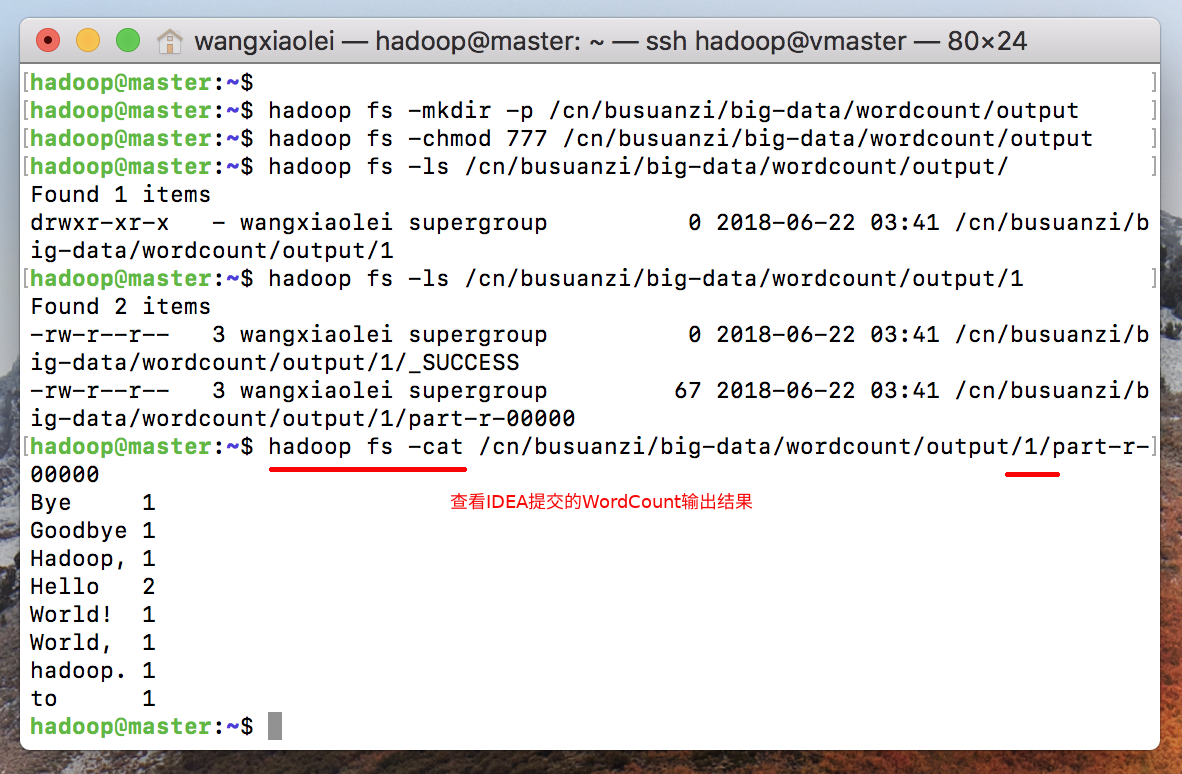 wangxiaolei — hadoop@master: ~ — ssh hadoop@vmaster — 80×24
[hadoop@master:~$ ]
[hadoop@master:~$ hadoop fs -mkdir -p /cn/busuanzi/big-data/wordcount/output ]
[hadoop@master:~$ hadoop fs -chmod 777 /cn/busuanzi/big-data/wordcount/output ]
[hadoop@master:~$ hadoop fs -ls /cn/busuanzi/big-data/wordcount/output/ ]
Found 1 items
drwxr-xr-x   - wangxiaolei supergroup          0 2018-06-22 03:41 /cn/busuanzi/b
ig-data/wordcount/output/1
[hadoop@master:~$ hadoop fs -ls /cn/busuanzi/big-data/wordcount/output/1 ]
Found 2 items
-rw-r--r--   3 wangxiaolei supergroup          0 2018-06-22 03:41 /cn/busuanzi/b
ig-data/wordcount/output/1/_SUCCESS
-rw-r--r--   3 wangxiaolei supergroup         67 2018-06-22 03:41 /cn/busuanzi/b
ig-data/wordcount/output/1/part-r-00000
[hadoop@master:~$ hadoop fs -cat /cn/busuanzi/big-data/wordcount/output/1/part-r-]
00000
Bye     1
查看IDEA提交的WordCount输出结果
Goodbye 1
Hadoop, 1
Hello   2
World!  1
World,  1
hadoop. 1
to      1
hadoop@master:~$